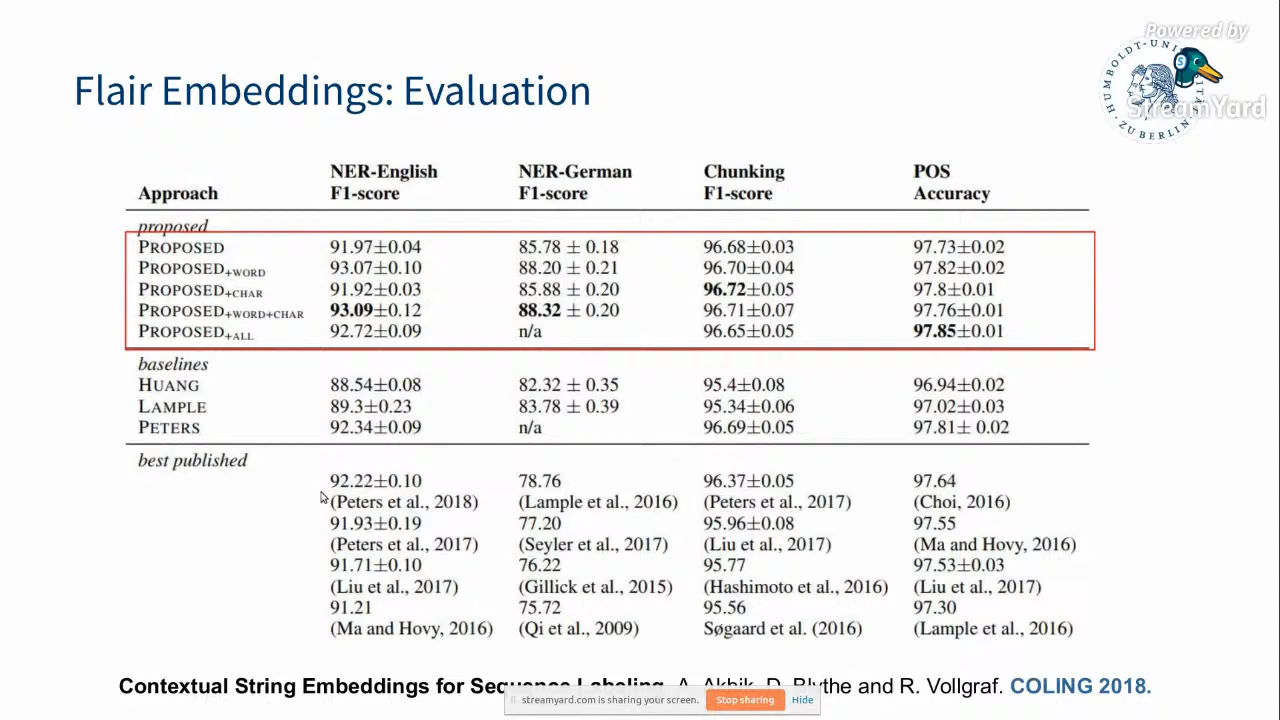 Powered by
StreamYard
HUMBOLDT-UNIVERSITÄT ZU BERLIN
Flair Embeddings: Evaluation
Approach NER-English F1-score NER-German F1-score Chunking F1-score POS Accuracy
proposed
PROPOSED 91.97±0.04 85.78 ± 0.18 96.68±0.03 97.73±0.02
PROPOSED+WORD 93.07±0.10 88.20 ± 0.21 96.70±0.04 97.82±0.02
PROPOSED+CHAR 91.92±0.03 85.88 ± 0.20 96.72±0.05 97.8±0.01
PROPOSED+WORD+CHAR 93.09±0.12 88.32 ± 0.20 96.71±0.07 97.76±0.01
PROPOSED+ALL 92.72±0.09 n/a 96.65±0.05 97.85±0.01
baselines
HUANG 88.54±0.08 82.32 ± 0.35 95.4±0.08 96.94±0.02
LAMPLE 89.3±0.23 83.78 ± 0.39 95.34±0.06 97.02±0.03
PETERS 92.34±0.09 n/a 96.69±0.05 97.81± 0.02
best published
92.22±0.10 78.76 96.37±0.05 97.64
(Peters et al., 2018) (Lample et al., 2016) (Peters et al., 2017) (Choi, 2016)
91.93±0.19 77.20 95.96±0.08 97.55
(Peters et al., 2017) (Seyler et al., 2017) (Liu et al., 2017) (Ma and Hovy, 2016)
91.71±0.10 76.22 95.77 97.53±0.03
(Liu et al., 2017) (Gillick et al., 2015) (Hashimoto et al., 2016) (Liu et al., 2017)
91.21 75.72 95.56 97.30
(Ma and Hovy, 2016) (Qi et al., 2009) Søgaard et al. (2016) (Lample et al., 2016)
Contextual String Embeddings for Sequence Labeling. A. Akbik, D. Blythe and R. Vollgraf. COLING 2018.
streamyard.com is sharing your screen. Stop sharing Hide